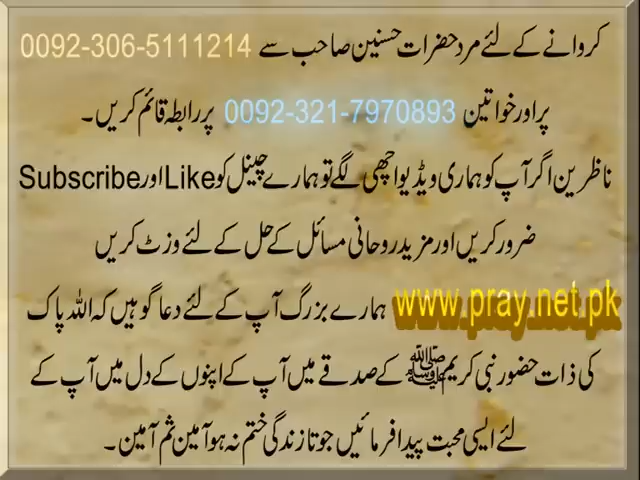 کروانے کے لئے مرد حضرات حسنین صاحب سے 0092-306-5111214
پر اور خواتین 0092-321-7970893 پر رابطہ قائم کریں۔
ناظرین اگر آپ کو ہماری ویڈیو اچھی لگے تو ہمارے چینل کو Like اور Subscribe
ضرور کریں اور مزید روحانی مسائل کے حل کے لئے وزٹ کریں
www.pray.net.pk ہمارے بزرگ آپ کے لئے دعا گو ہیں کہ اللہ پاک
کی ذات حضور نبی کریم ﷺ کے صدقے میں آپ کے اپنوں کے دل میں آپ کے
لئے ایسی محبت پیدا فرمائیں جو تا زندگی ختم نہ ہو آمین ثم آمین۔